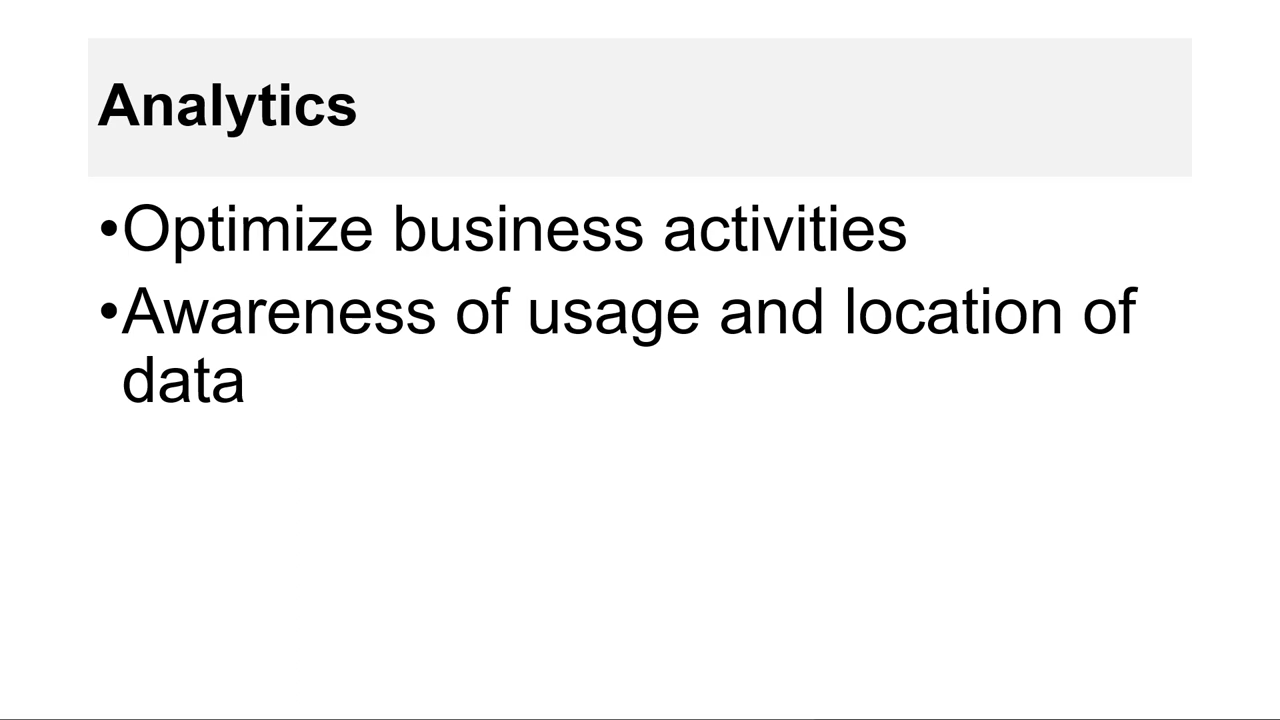 Analytics
•Optimize business activities
•Awareness of usage and location of
data